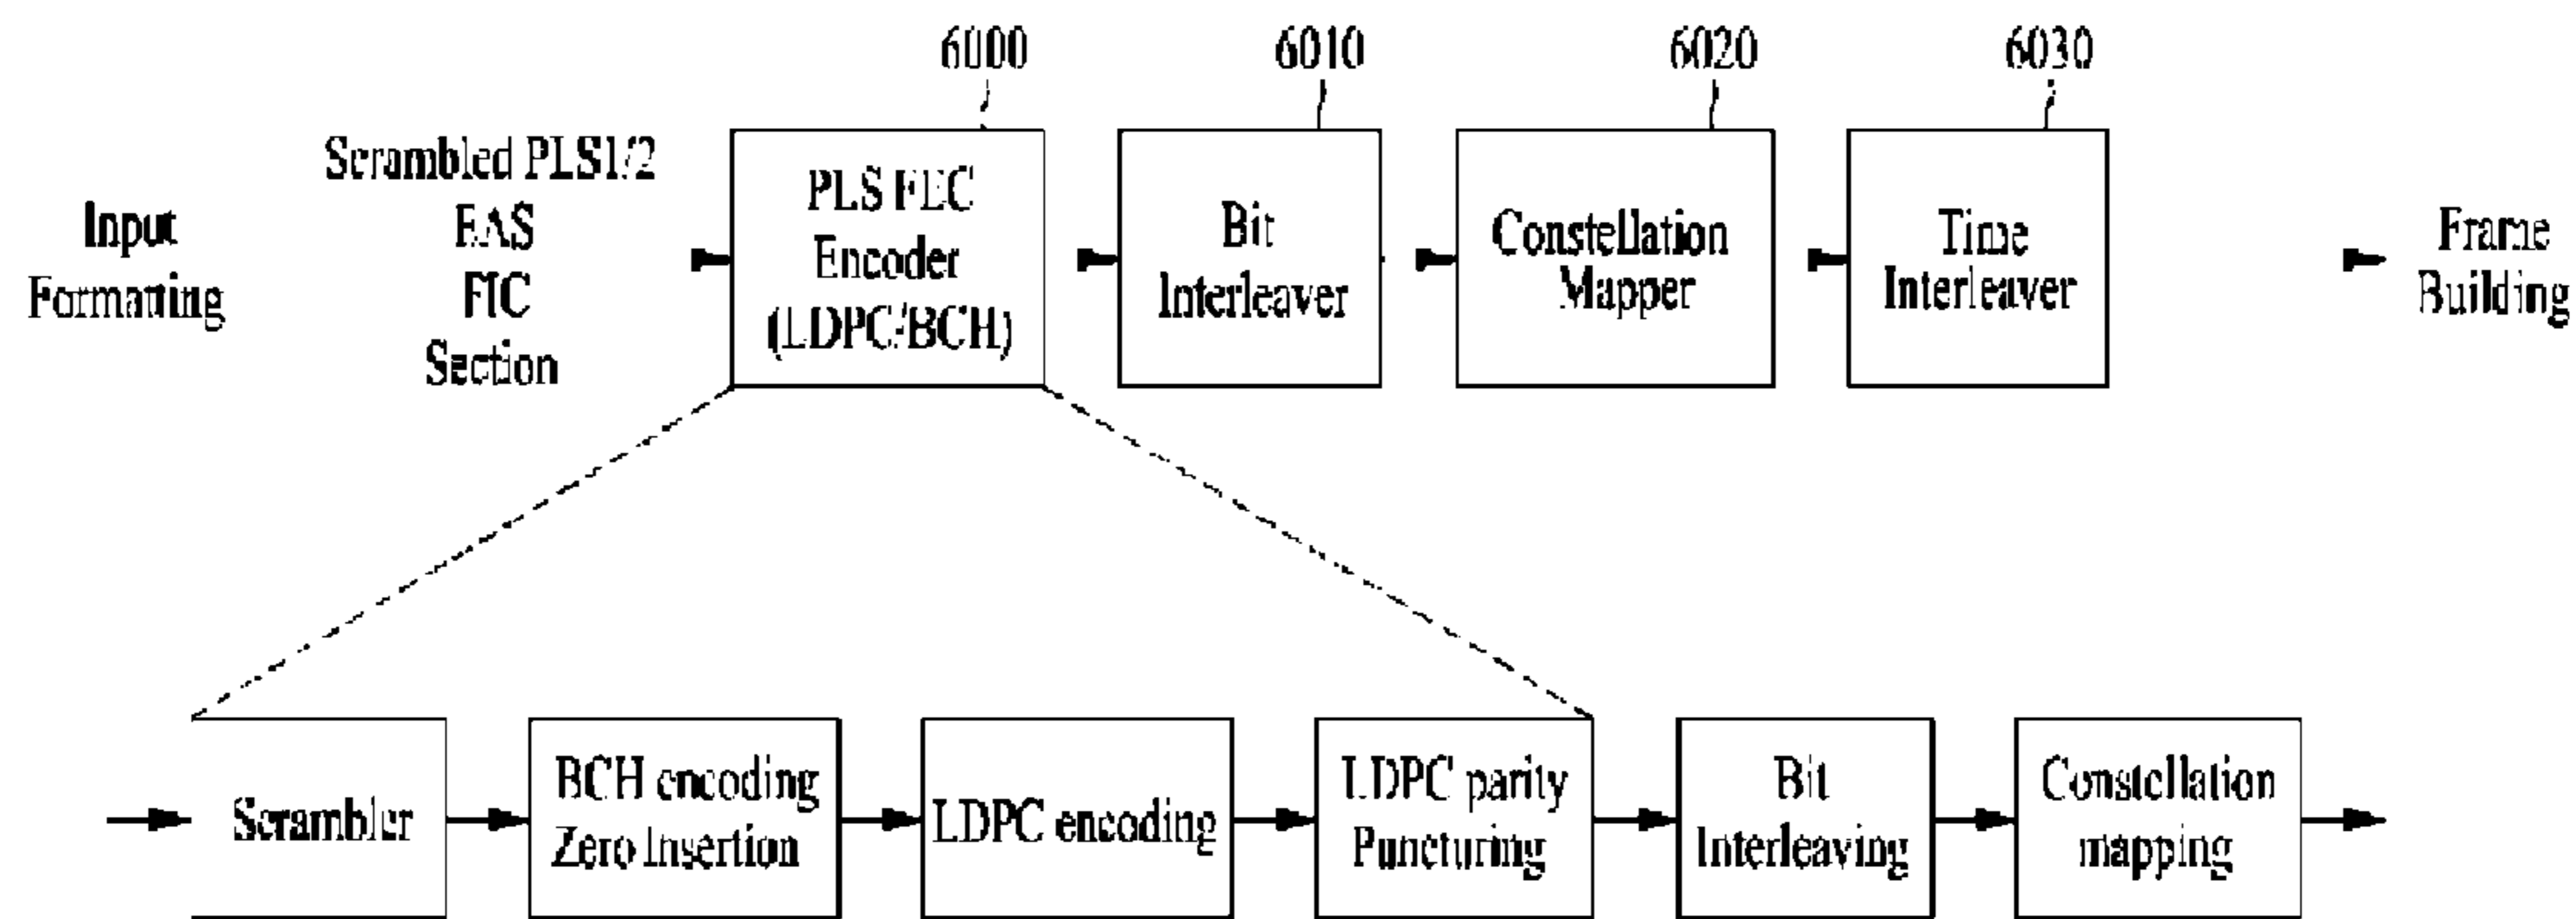 6000
6010
6020
6030
Input
Formatting
Scrambled PLS1/2
EAS
FIC
Section
PLS FEC
Encoder
(LDPC/BCH)
Bit
Interleaver
Constellation
Mapper
Time
Interleaver
Frame
Building
Scrambler
BCH encoding
Zero Insertion
LDPC encoding
LDPC parity
Puncturing
Bit
Interleaving
Constellation
mapping